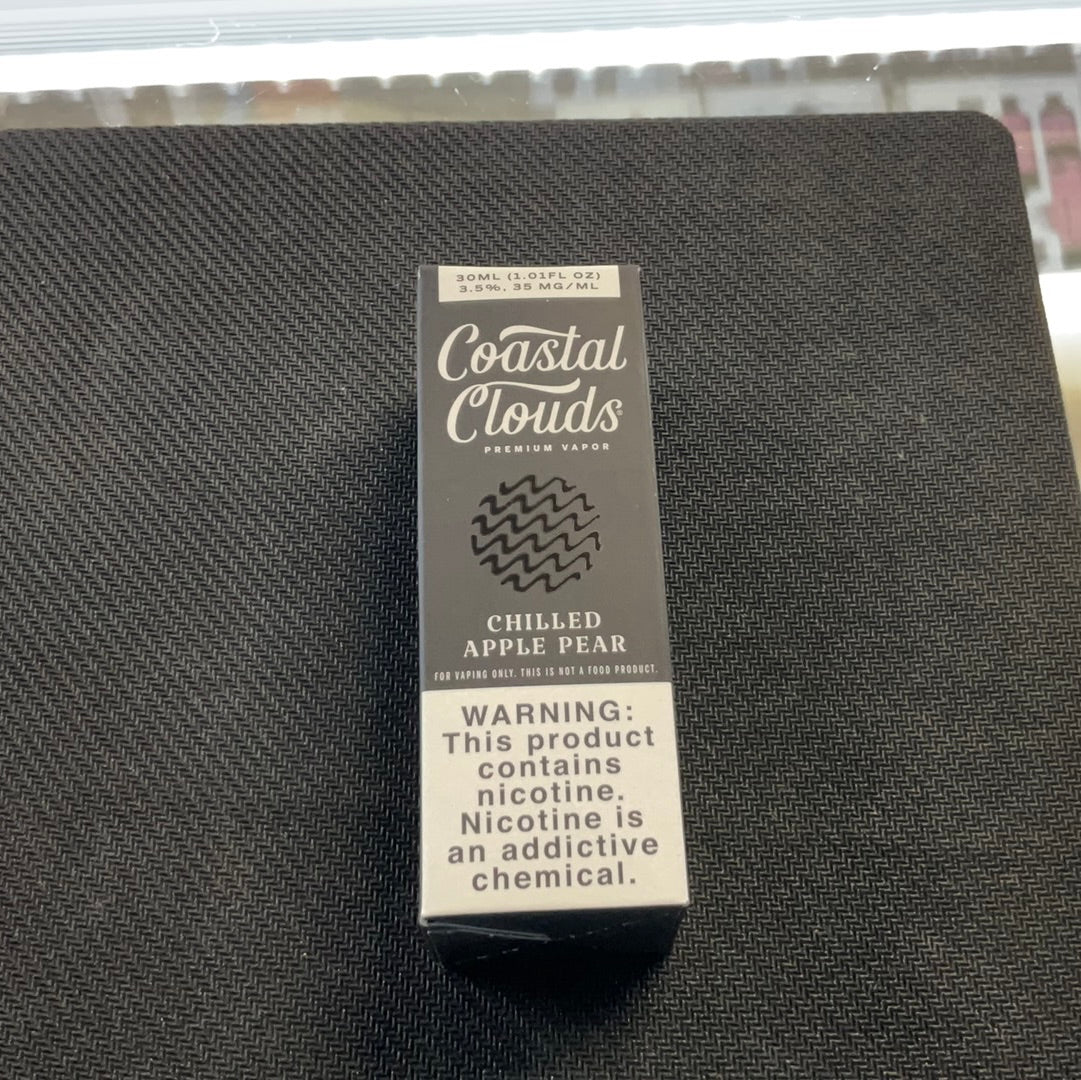 30ML (1.01FL OZ)
3.5%, 35 MG/ML
Coastal
Clouds®
PREMIUM VAPOR
CHILLED
APPLE PEAR
FOR VAPING ONLY. THIS IS NOT A FOOD PRODUCT.
WARNING:
This product
contains
nicotine.
Nicotine is
an addictive
chemical.